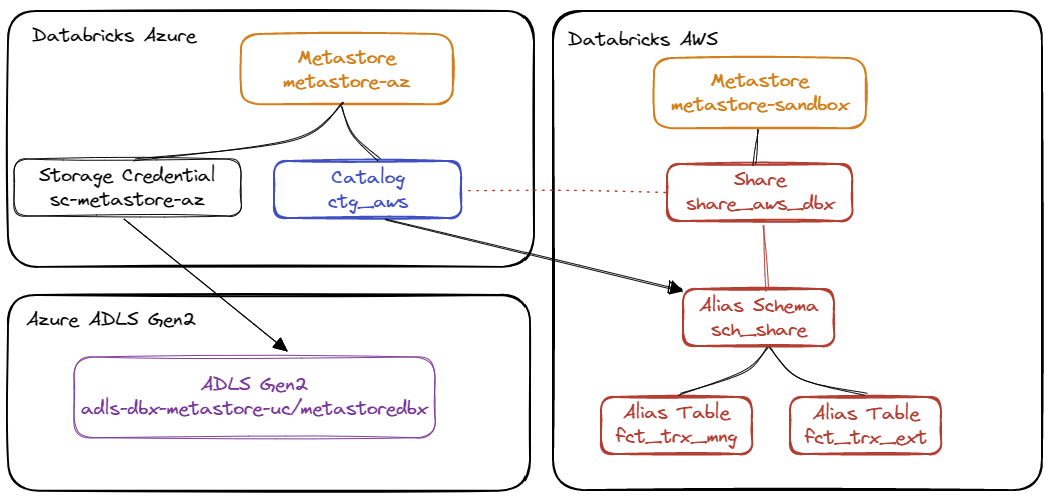 Databricks Azure
Metastore
metastore-az
Storage Credential
sc-metastore-az
Catalog
ctg_aws
Azure ADLS Gen2
ADLS Gen2
adls-dbx-metastore-uc/metastoredbx
Databricks AWS
Metastore
metastore-sandbox
Share
share_aws_dbx
Alias Schema
sch_share
Alias Table
fct_trx_mng
Alias Table
fct_trx_ext